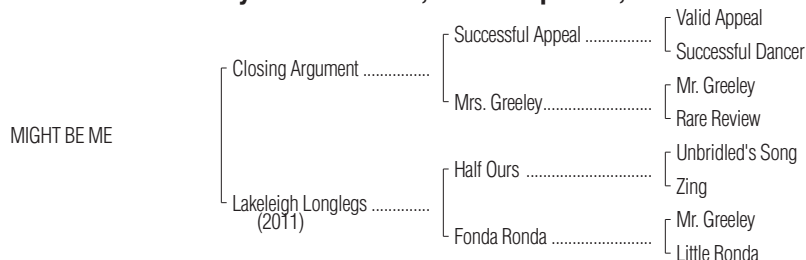 Valid Appeal
Successful Appeal ................
Successful Dancer
Closing Argument ................
Mr. Greeley
Mrs. Greeley.........................
Rare Review
MIGHT BE ME
Unbridled's Song
Half Ours .............................
Zing
Lakeleigh Longlegs ..............
(2011)
Mr. Greeley
Fonda Ronda .......................
Little Ronda